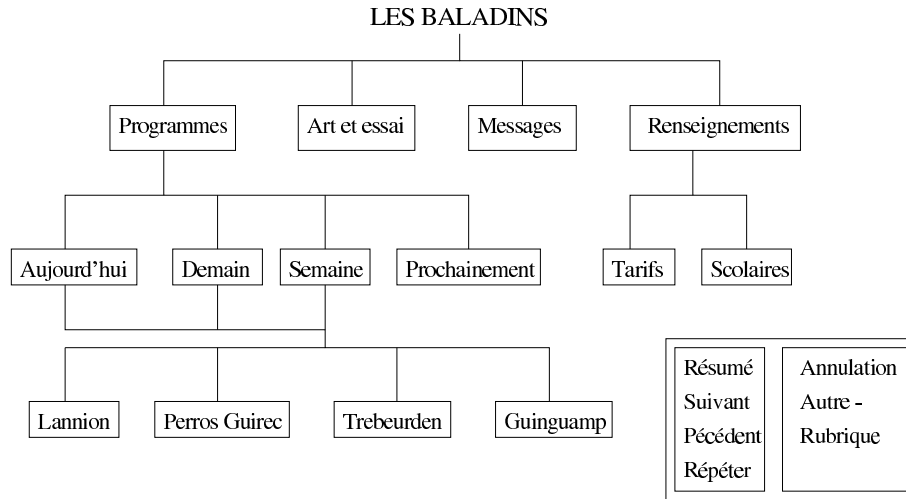 LES BALADINS
Programmes
Art et essai
Messages
Renseignements
Aujourd'hui
Demain
Semaine
Prochainement
Tarifs
Scolaires
Lannion
Perros Guirec
Trebeurden
Guinguamp
Résumé
Suivant
Pécédent
Répéter
Annulation
Autre -
Rubrique